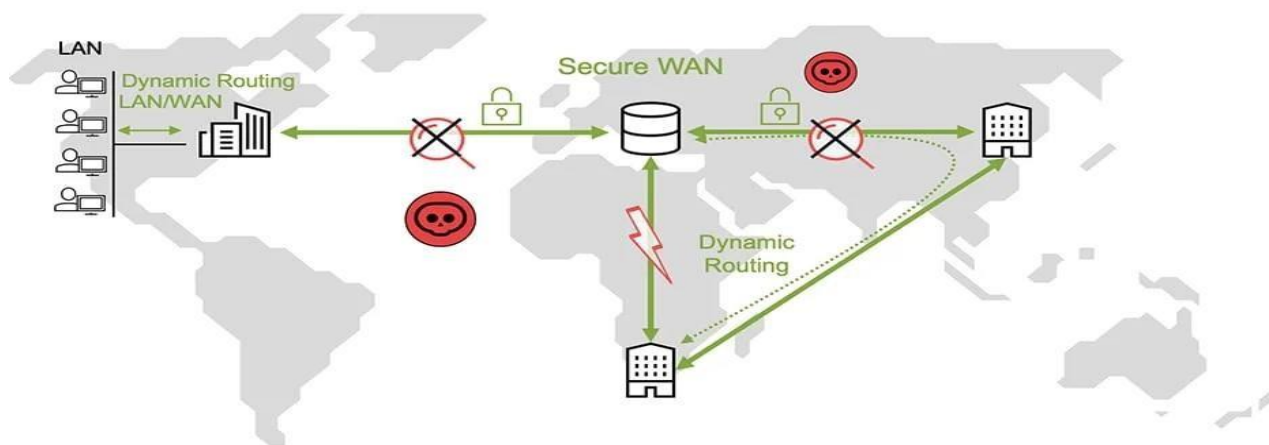 LAN
Dynamic Routing
LAN/WAN
Secure WAN
Dynamic
Routing